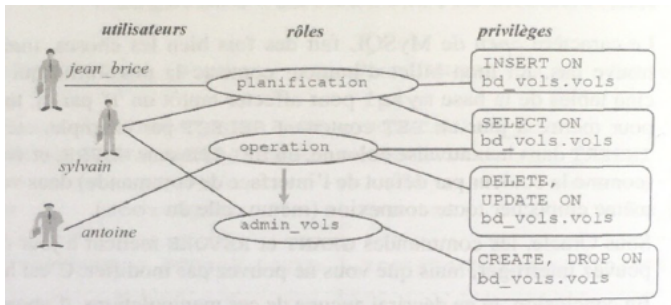 utilisateurs
rôles
privilèges
jean_brice
sylvain
antoine
planification
operation
admin_vols
INSERT ON
bd_vols.vols
SELECT ON
bd_vols.vols
DELETE,
UPDATE ON
bd_vols.vols
CREATE, DROP ON
bd_vols.vols